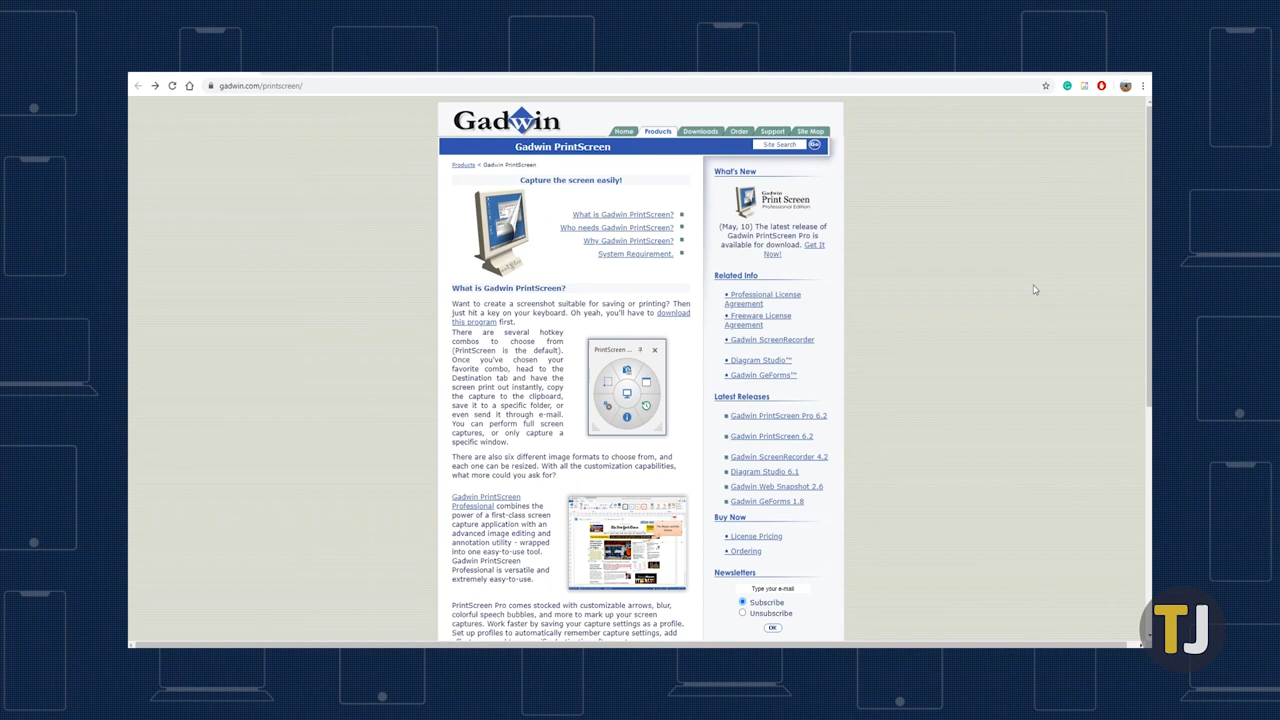 gadwin.com/printscreen/
Gadwin
Home
Products
Downloads
Order
Support
Site Map
Gadwin PrintScreen
Site Search
Go
Products < Gadwin PrintScreen
Capture the screen easily!
What is Gadwin PrintScreen?
Who needs Gadwin PrintScreen?
Why Gadwin PrintScreen?
System Requirement.
What is Gadwin PrintScreen?
Want to create a screenshot suitable for saving or printing? Then
just hit a key on your keyboard. Oh yeah, you'll have to download
this program first.
There are several hotkey
combos to choose from
(PrintScreen is the default).
Once you've chosen your
favorite combo, head to the
Destination tab and have the
screen print out instantly, copy
the capture to the clipboard,
save it to a specific folder, or
even send it through e-mail.
You can perform full screen
captures, or only capture a
specific window.
PrintScreen ...
There are also six different image formats to choose from, and
each one can be resized. With all the customization capabilities,
what more could you ask for?
Gadwin PrintScreen
Professional combines the
power of a first-class screen
capture application with an
advanced image editing and
annotation utility - wrapped
into one easy-to-use tool.
Gadwin PrintScreen
Professional is versatile and
extremely easy-to-use.
PrintScreen Pro comes stocked with customizable arrows, blur,
colorful speech bubbles, and more to mark up your screen
captures. Work faster by saving your capture settings as a profile.
Set up profiles to automatically remember capture settings, add
What's New
Gadwin
Print Screen
Professional Edition
(May, 10) The latest release of
Gadwin PrintScreen Pro is
available for download. Get It
Now!
Related Info
• Professional License
Agreement
• Freeware License
Agreement
• Gadwin ScreenRecorder
• Diagram Studio™
• Gadwin GeForms™
Latest Releases
Gadwin PrintScreen Pro 6.2
Gadwin PrintScreen 6.2
Gadwin ScreenRecorder 4.2
Diagram Studio 6.1
Gadwin Web Snapshot 2.6
Gadwin GeForms 1.8
Buy Now
• License Pricing
• Ordering
Newsletters
Type your e-mail
Subscribe
Unsubscribe
OK
TJ